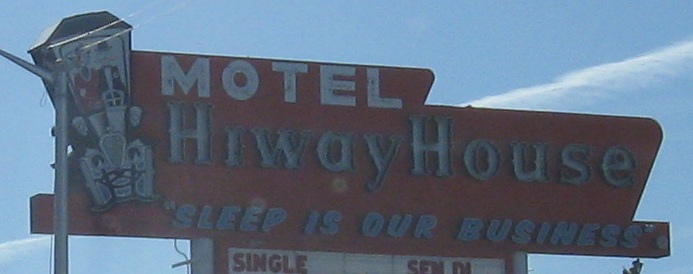 MOTEL
HiwayHouse
"SLEEP IS OUR BUSINESS"
SINGLE